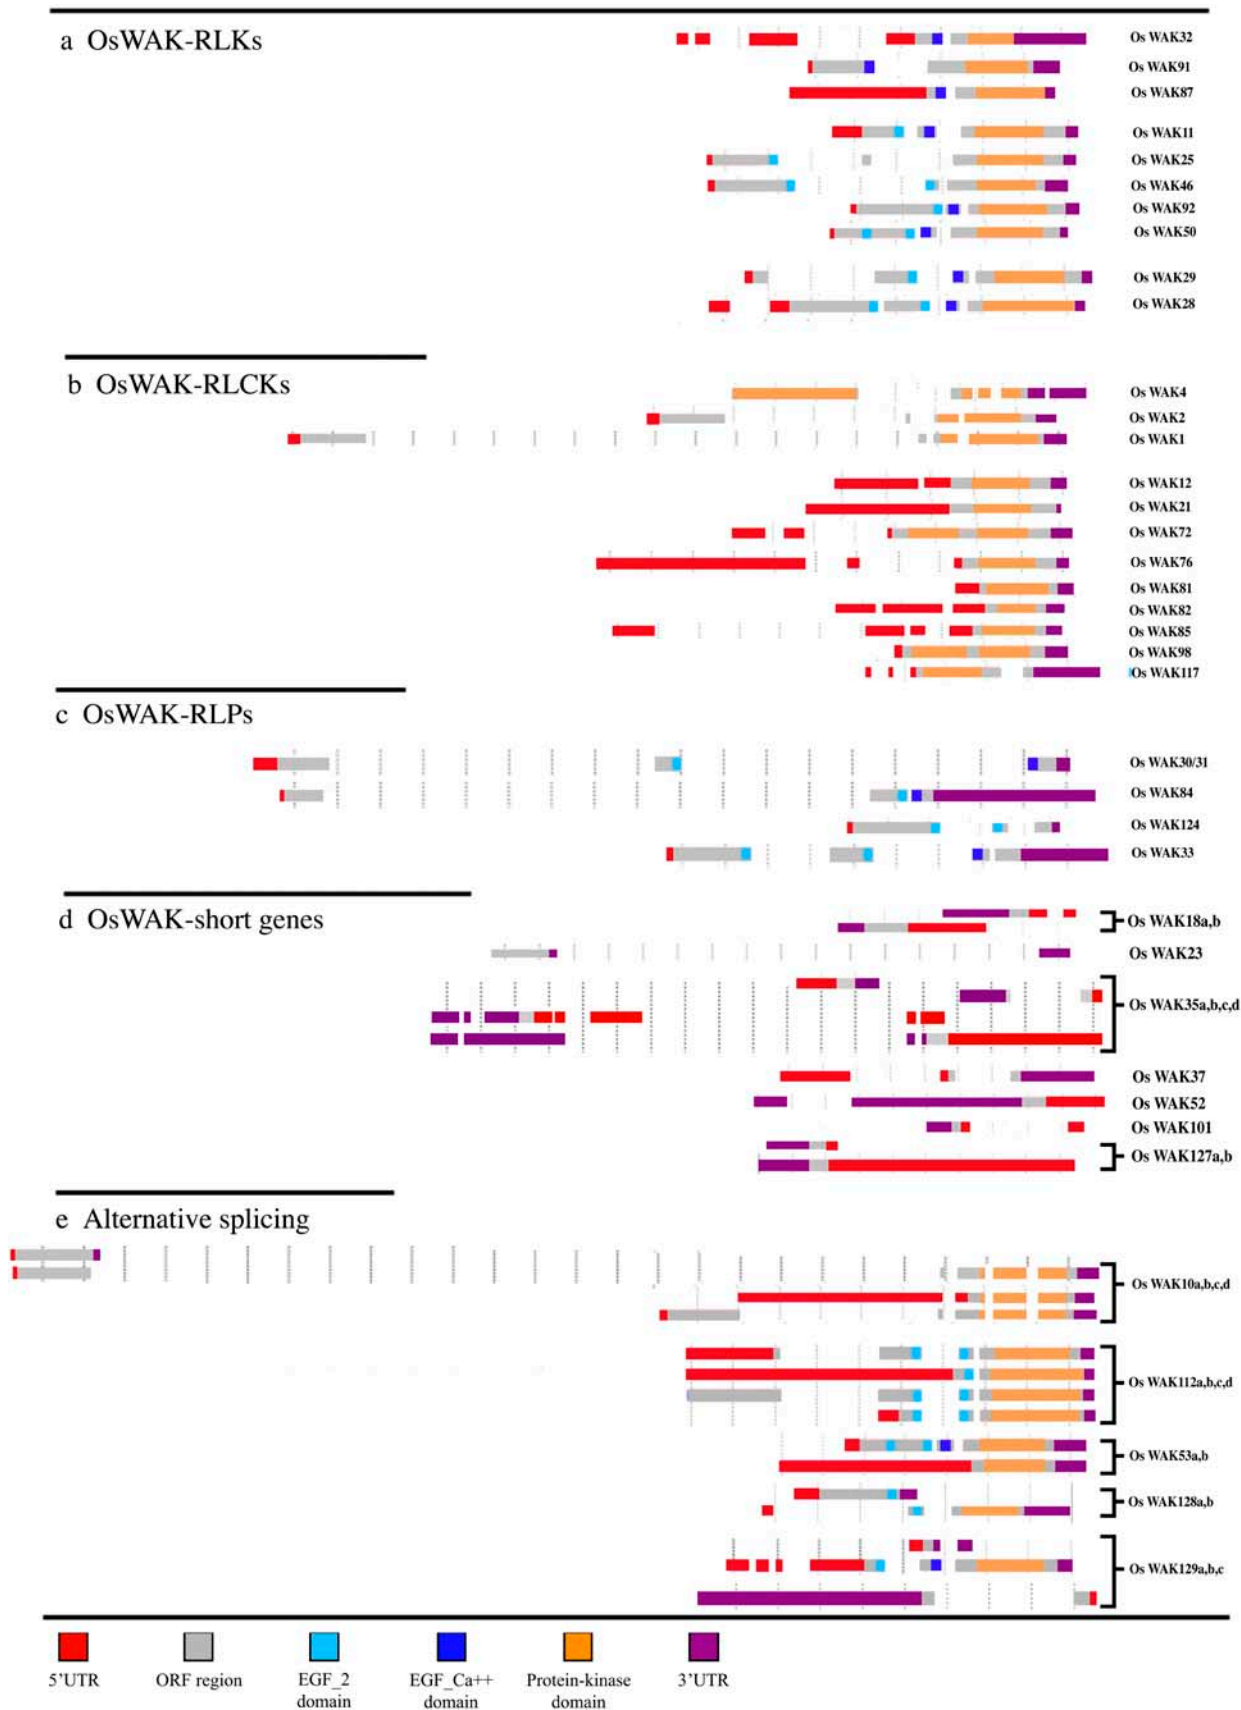 a OsWAK-RLKs
Os WAK32
Os WAK91
Os WAK87
Os WAK11
Os WAK25
Os WAK46
Os WAK92
Os WAK50
Os WAK29
Os WAK28
b OsWAK-RLCKs
Os WAK4
Os WAK2
Os WAK1
Os WAK12
Os WAK21
Os WAK72
Os WAK76
Os WAK81
Os WAK82
Os WAK85
Os WAK98
Os WAK117
c OsWAK-RLPs
Os WAK30/31
Os WAK84
Os WAK124
Os WAK33
d OsWAK-short genes
Os WAK18a,b
Os WAK23
Os WAK35a,b,c,d
Os WAK37
Os WAK52
Os WAK101
Os WAK127a,b
e Alternative splicing
Os WAK10a,b,c,d
Os WAK112a,b,c,d
Os WAK53a,b
Os WAK128a,b
Os WAK129a,b,c
5’UTR
ORF region
EGF_2
domain
EGF_Ca++
domain
Protein-kinase
domain
3’UTR